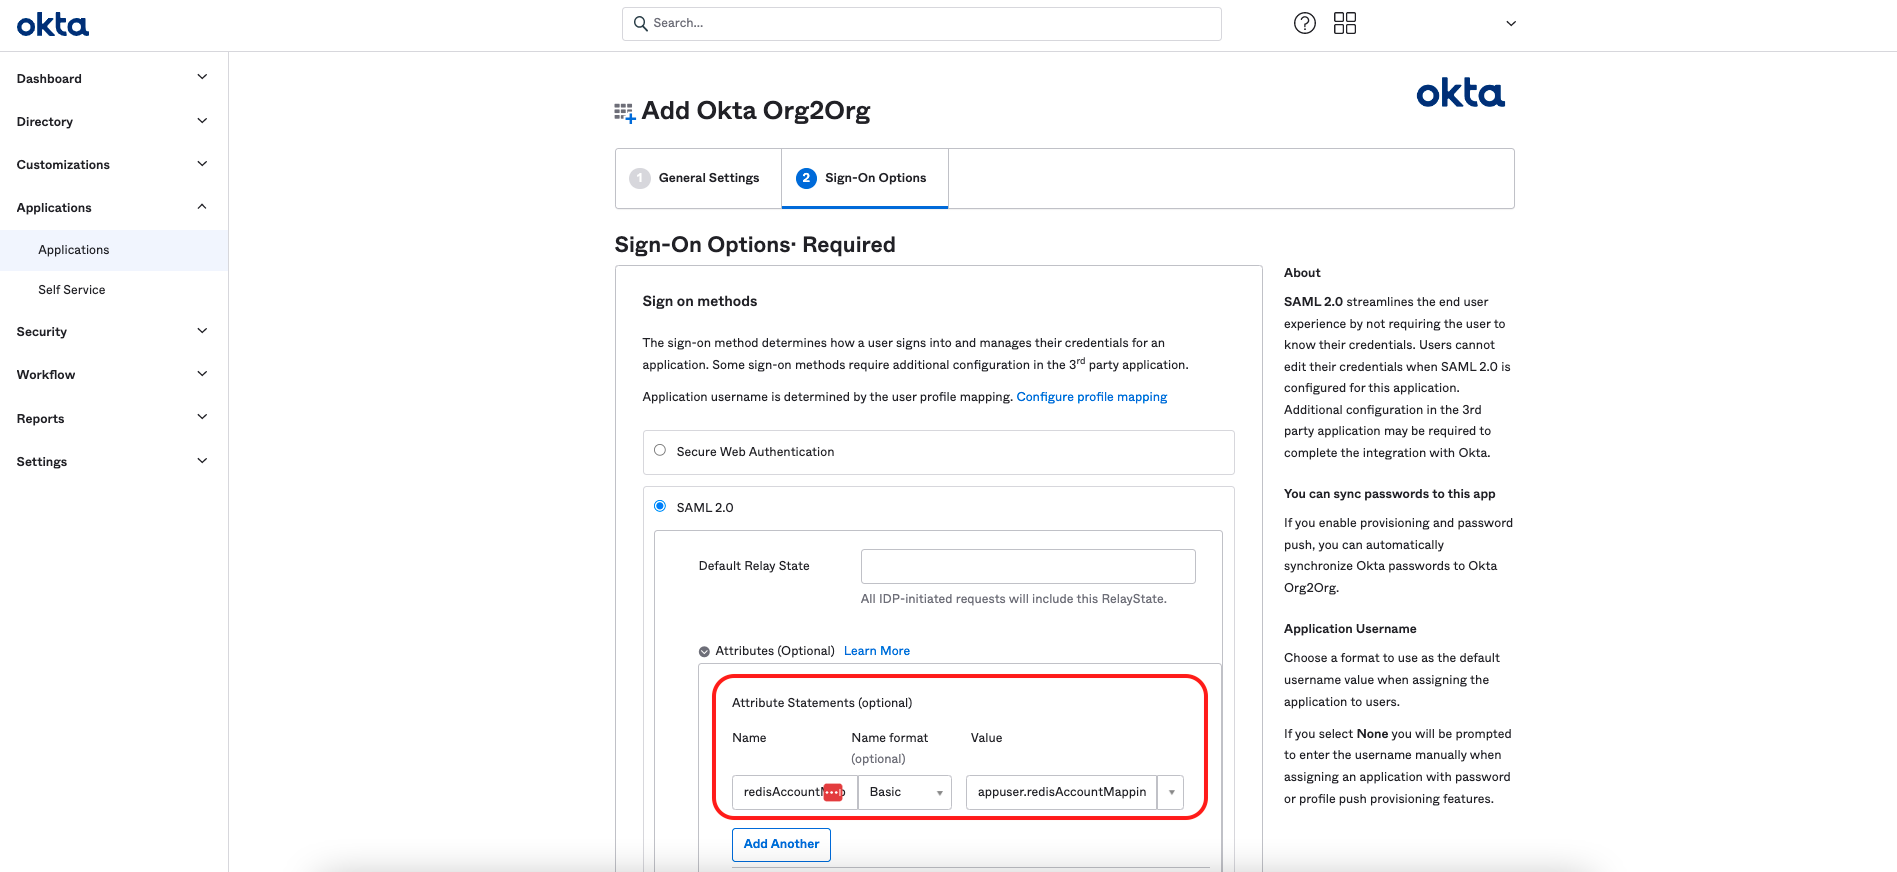 okta
Search...
Dashboard
Directory
Customizations
Applications
Applications
Self Service
Security
Workflow
Reports
Settings
okta
Add Okta Org2Org
1 General Settings
2 Sign-On Options
Sign-On Options· Required
Sign on methods
The sign-on method determines how a user signs into and manages their credentials for an
application. Some sign-on methods require additional configuration in the 3rd party application.
Application username is determined by the user profile mapping. Configure profile mapping
Secure Web Authentication
SAML 2.0
Default Relay State
All IDP-initiated requests will include this RelayState.
Attributes (Optional) Learn More
Attribute Statements (optional)
Name
Name format
(optional)
Value
redisAccountMap
Basic
appuser.redisAccountMappin
Add Another
About
SAML 2.0 streamlines the end user
experience by not requiring the user to
know their credentials. Users cannot
edit their credentials when SAML 2.0 is
configured for this application.
Additional configuration in the 3rd
party application may be required to
complete the integration with Okta.
You can sync passwords to this app
If you enable provisioning and password
push, you can automatically
synchronize Okta passwords to Okta
Org2Org.
Application Username
Choose a format to use as the default
username value when assigning the
application to users.
If you select None you will be prompted
to enter the username manually when
assigning an application with password
or profile push provisioning features.